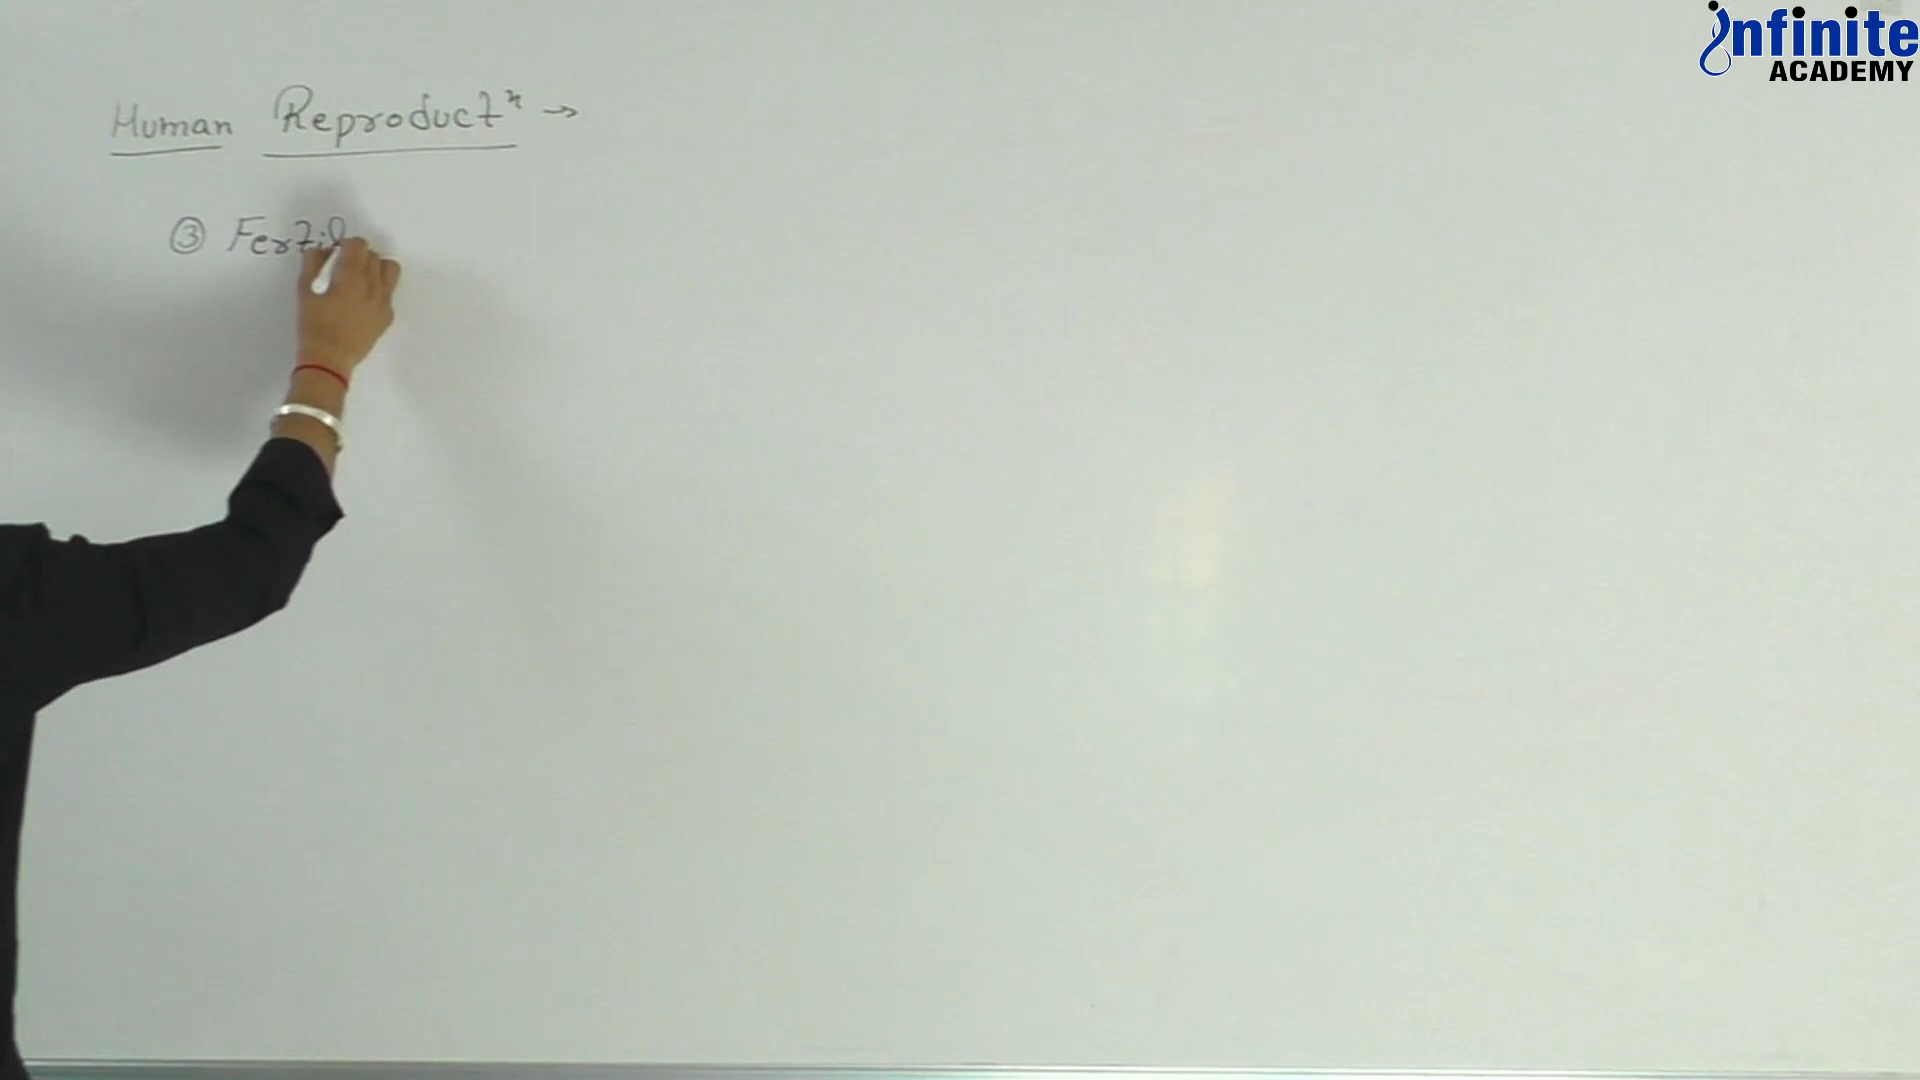 infinite
ACADEMY
Human Reproductⁿ →
③ Fertil